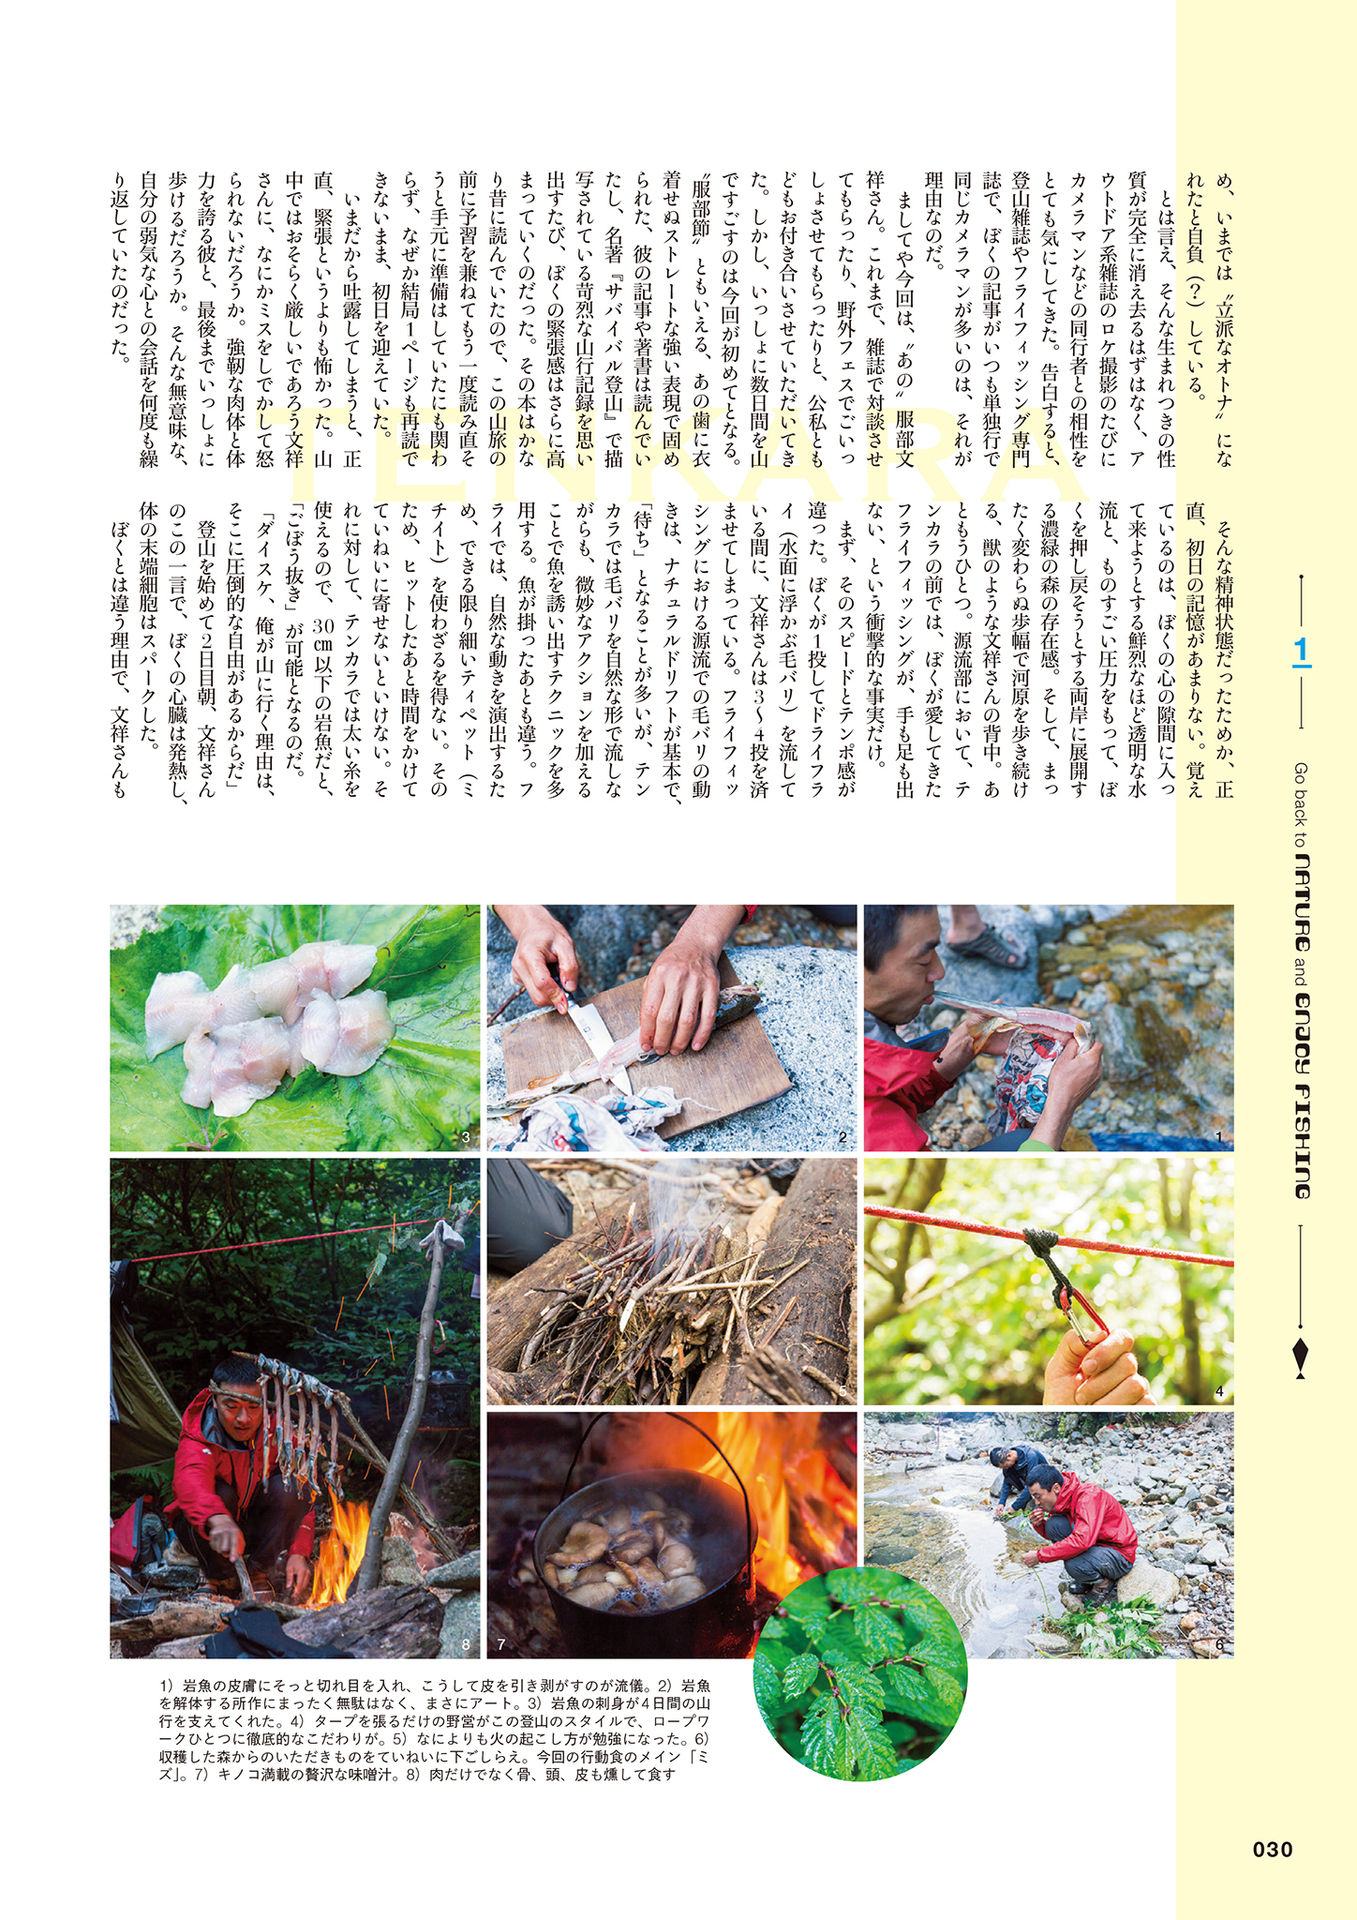 め、いまでは〝立派なオトナ〟にな
れたと自負（？）している。
とは言え、そんな生まれつきの性
質が完全に消え去るはずはなく、ア
ウトドア系雑誌のロケ撮影のたびに
カメラマンなどの同行者との相性を
とても気にしてきた。告白すると、
登山雑誌やフライフィッシング専門
誌で、ぼくの記事がいつも単独行で
同じカメラマンが多いのは、それが
理由なのだ。
ましてや今回は、〝あの〟服部文
祥さん。これまで、雑誌で対談させ
てもらったり、野外フェスでごいっ
しょさせてもらったりと、公私とも
どもお付き合いさせていただいてき
た。しかし、いっしょに数日間を山
ですごすのは今回が初めてとなる。
〝服部節〟ともいえる、あの歯に衣
着せぬストレートな強い表現で固め
られた、彼の記事や著書は読んでい
たし、名著『サバイバル登山』で描
写されている苛烈な山行記録を思い
出すたび、ぼくの緊張感はさらに高
まっていくのだった。その本はかな
り昔に読んでいたので、この山旅の
前に予習を兼ねてもう一度読み直そ
うと手元に準備はしていたにも関わ
らず、なぜか結局１ページも再読で
きないまま、初日を迎えていた。
いまだから吐露してしまうと、正
直、緊張というよりも怖かった。山
中ではおそらく厳しいであろう文祥
さんに、なにかミスをしでかして怒
られないだろうか。強靭な肉体と体
力を誇る彼と、最後までいっしょに
歩けるだろうか。そんな無意味な、
自分の弱気な心との会話を何度も繰
り返していたのだった。
TENKARA
そんな精神状態だったためか、正
直、初日の記憶があまりない。覚え
ているのは、ぼくの心の隙間に入っ
て来ようとする鮮烈なほど透明な水
流と、ものすごい圧力をもって、ぼ
くを押し戻そうとする両岸に展開す
る濃緑の森の存在感。そして、まっ
たく変わらぬ歩幅で河原を歩き続け
る、獣のような文祥さんの背中。あ
ともうひとつ。源流部において、テ
ンカラの前では、ぼくが愛してきた
フライフィッシングが、手も足も出
ない、という衝撃的な事実だけ。
まず、そのスピードとテンポ感が
違った。ぼくが１投してドライフラ
イ（水面に浮かぶ毛バリ）を流して
いる間に、文祥さんは３〜４投を済
ませてしまっている。フライフィッ
シングにおける源流での毛バリの動
きは、ナチュラルドリフトが基本で、
「待ち」となることが多いが、テン
カラでは毛バリを自然な形で流しな
がらも、微妙なアクションを加える
ことで魚を誘い出すテクニックを多
用する。魚が掛ったあとも違う。フ
ライでは、自然な動きを演出するた
め、できる限り細いティペット（ミ
チイト）を使わざるを得ない。その
ため、ヒットしたあと時間をかけて
ていねいに寄せないといけない。そ
れに対して、テンカラでは太い糸を
使えるので、30cm以下の岩魚だと、
「ごぼう抜き」が可能となるのだ。
「ダイスケ、俺が山に行く理由は、
そこに圧倒的な自由があるからだ」
登山を始めて２日目朝、文祥さん
のこの一言で、ぼくの心臓は発熱し、
体の末端細胞はスパークした。
ぼくとは違う理由で、文祥さんも
1
Go back to NATURE and ENJOY FISHING
1
2
3
4
5
6
7
8
1）岩魚の皮膚にそっと切れ目を入れ、こうして皮を引き剥がすのが流儀。2）岩魚
を解体する所作にまったく無駄はなく、まさにアート。3）岩魚の刺身が4日間の山
行を支えてくれた。4）タープを張るだけの野営がこの登山のスタイルで、ロープワ
ークひとつに徹底的なこだわりが。5）なによりも火の起こし方が勉強になった。6）
収穫した森からのいただきものをていねいに下ごしらえ。今回の行動食のメイン「ミ
ズ」。7）キノコ満載の贅沢な味噌汁。8）肉だけでなく骨、頭、皮も燻して食す
030